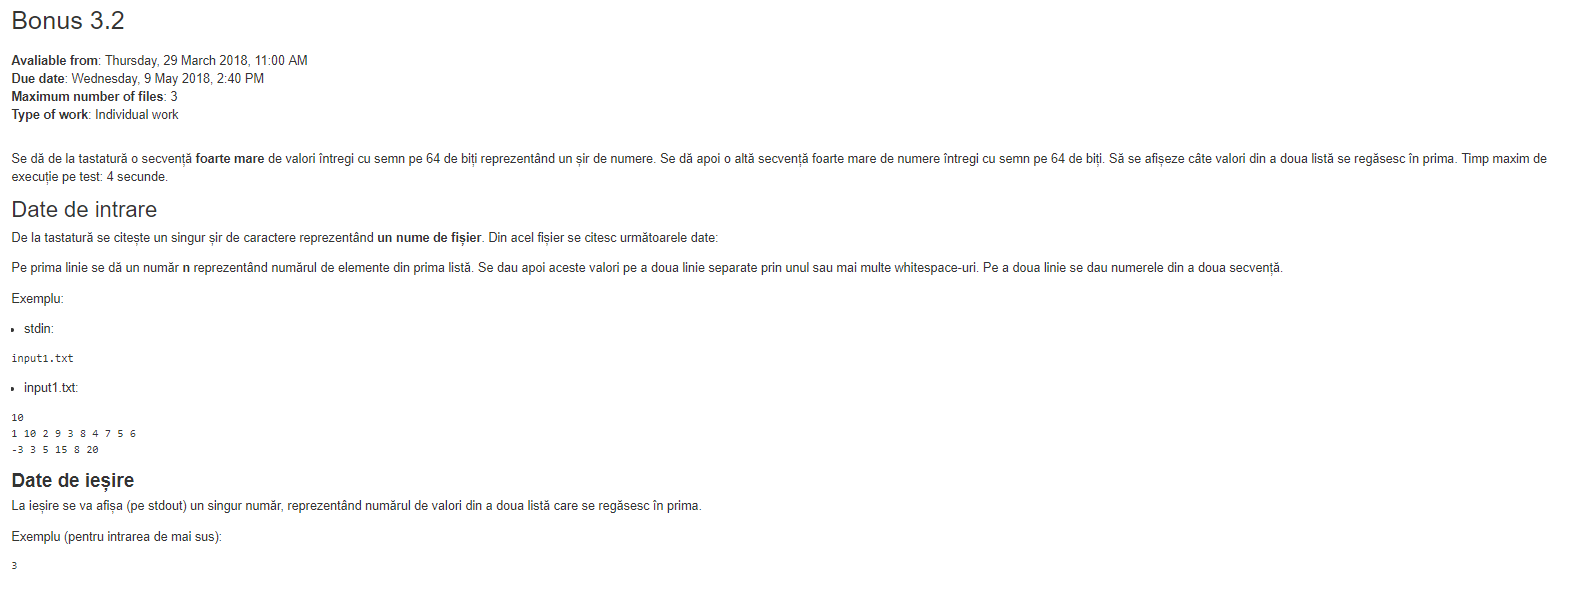 Bonus 3.2
Avaliable from: Thursday, 29 March 2018, 11:00 AM
Due date: Wednesday, 9 May 2018, 2:40 PM
Maximum number of files: 3
Type of work: Individual work
Se dă de la tastatură o secvență foarte mare de valori întregi cu semn pe 64 de biți reprezentând un șir de numere. Se dă apoi o altă secvență foarte mare de numere întregi cu semn pe 64 de biți. Să se afișeze câte valori din a doua listă se regăsesc în prima. Timp maxim de
execuție pe test: 4 secunde.
Date de intrare
De la tastatură se citește un singur șir de caractere reprezentând un nume de fișier. Din acel fișier se citesc următoarele date:
Pe prima linie se dă un număr n reprezentând numărul de elemente din prima listă. Se dau apoi aceste valori pe a doua linie separate prin unul sau mai multe whitespace-uri. Pe a doua linie se dau numerele din a doua secvență.
Exemplu:
• stdin:
input1.txt
• input1.txt:
10
1 10 2 9 3 8 4 7 5 6
-3 3 5 15 8 20
Date de ieșire
La ieșire se va afișa (pe stdout) un singur număr, reprezentând numărul de valori din a doua listă care se regăsesc în prima.
Exemplu (pentru intrarea de mai sus):
3